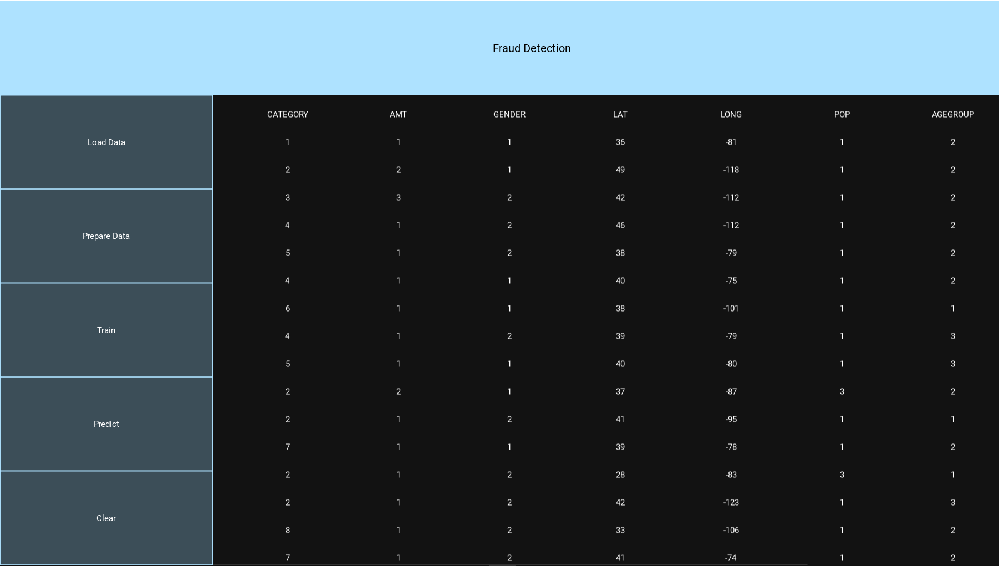 Fraud Detection
Load Data
Prepare Data
Train
Predict
Clear
CATEGORY AMT GENDER LAT LONG POP AGEGROUP
1 1 1 36 -81 1 2
2 2 1 49 -118 1 2
3 3 2 42 -112 1 2
4 1 2 46 -112 1 2
5 1 2 38 -79 1 2
4 1 1 40 -75 1 2
6 1 1 38 -101 1 1
4 1 2 39 -79 1 3
5 1 1 40 -80 1 3
2 2 1 37 -87 3 2
2 1 2 41 -95 1 1
7 1 1 39 -78 1 2
2 1 2 28 -83 3 1
2 1 2 42 -123 1 3
8 1 2 33 -106 1 2
7 1 2 41 -74 1 2